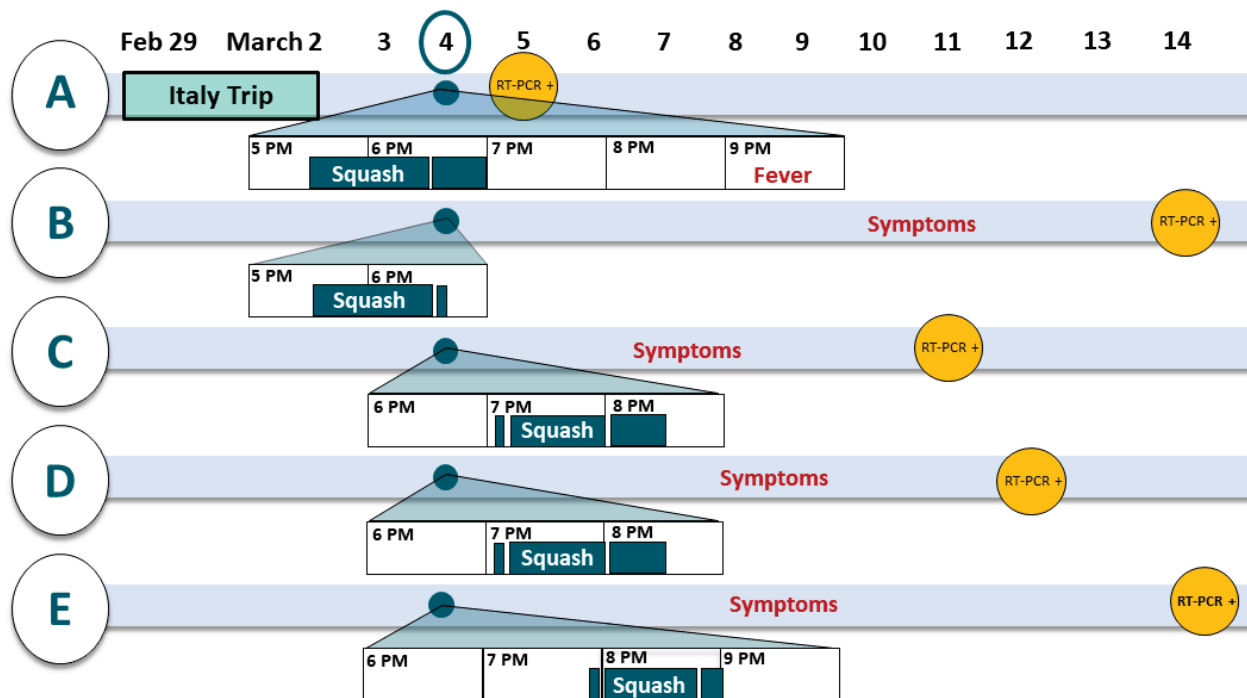 Feb 29 March 2 3 4 5 6 7 8 9 10 11 12 13 14
A
Italy Trip
RT-PCR +
5 PM 6 PM 7 PM 8 PM 9 PM
Squash
Fever
B
Symptoms
RT-PCR +
5 PM 6 PM
Squash
C
Symptoms
RT-PCR +
6 PM 7 PM 8 PM
Squash
D
Symptoms
RT-PCR +
6 PM 7 PM 8 PM
Squash
E
Symptoms
RT-PCR +
6 PM 7 PM 8 PM 9 PM
Squash